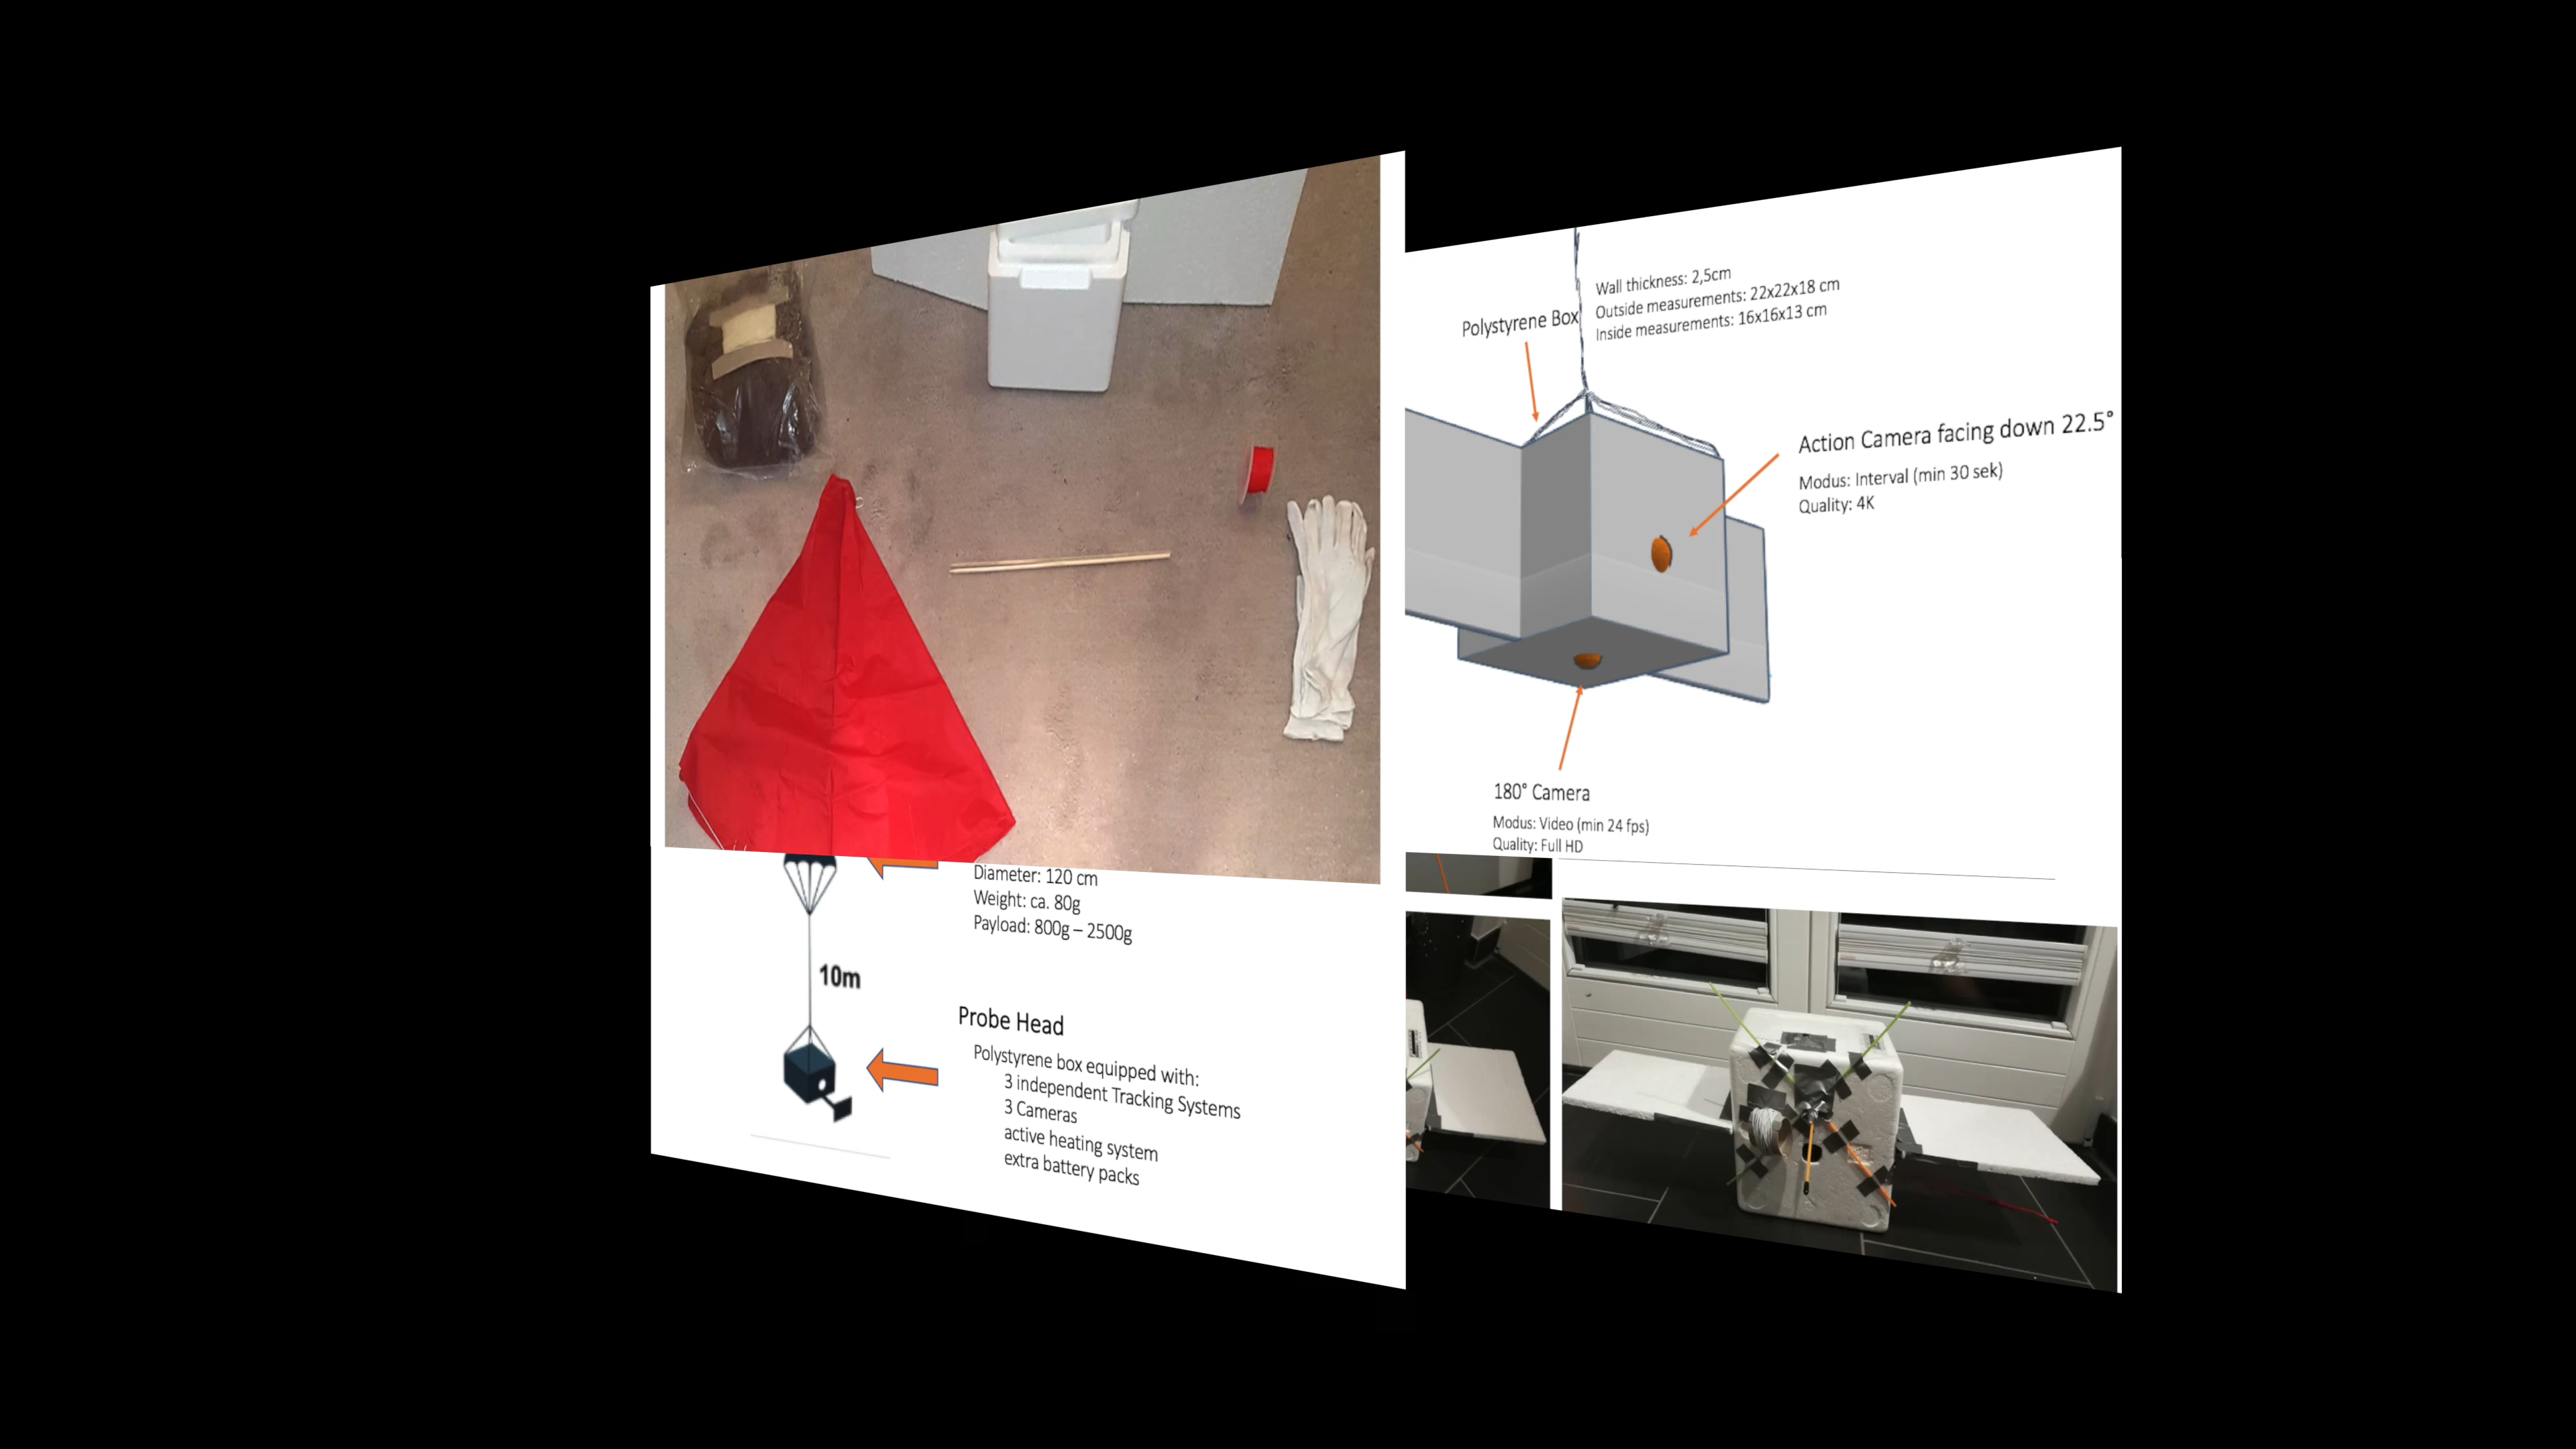 Diameter: 120 cm
Weight: ca. 80g
Payload: 800g – 2500g
10m
Probe Head
Polystyrene box equipped with:
3 independent Tracking Systems
3 Cameras
active heating system
extra battery packs
Polystyrene Box
Wall thickness: 2,5cm
Outside measurements: 22x22x18 cm
Inside measurements: 16x16x13 cm
Action Camera facing down 22.5°
Modus: Interval (min 30 sek)
Quality: 4K
180° Camera
Modus: Video (min 24 fps)
Quality: Full HD